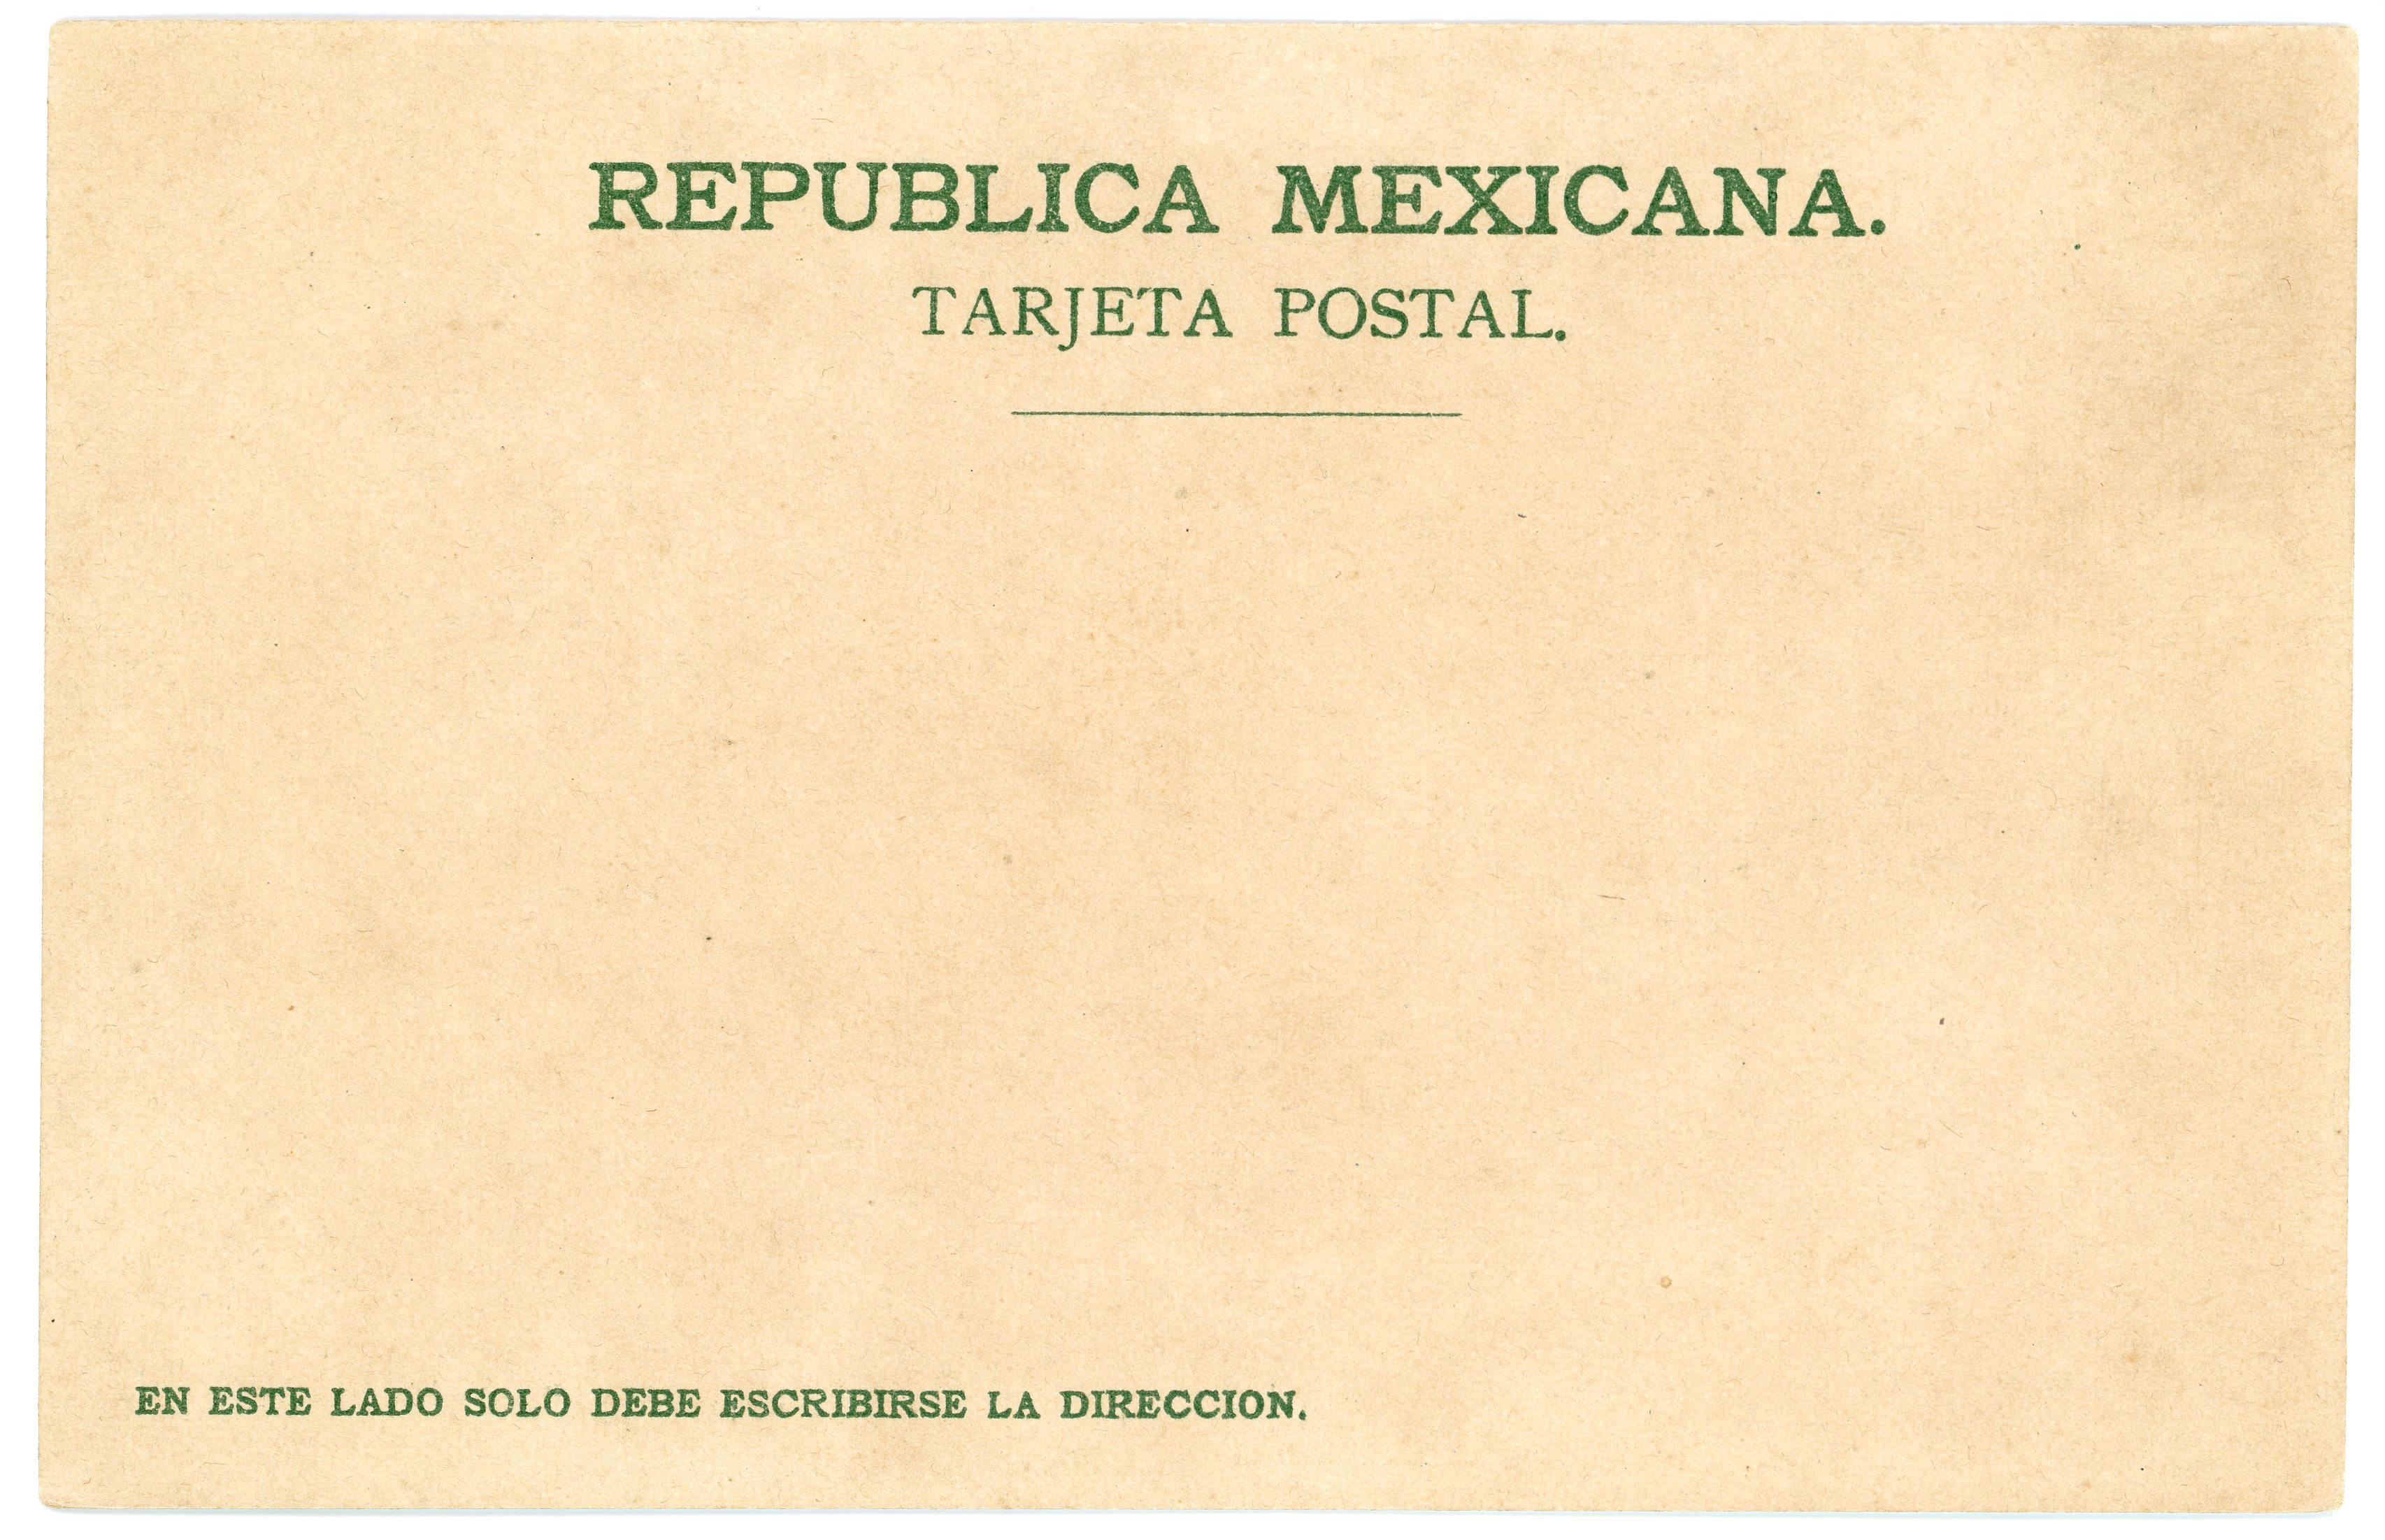 REPUBLICA MEXICANA.
TARJETA POSTAL.
EN ESTE LADO SOLO DEBE ESCRIBIRSE LA DIRECCION.